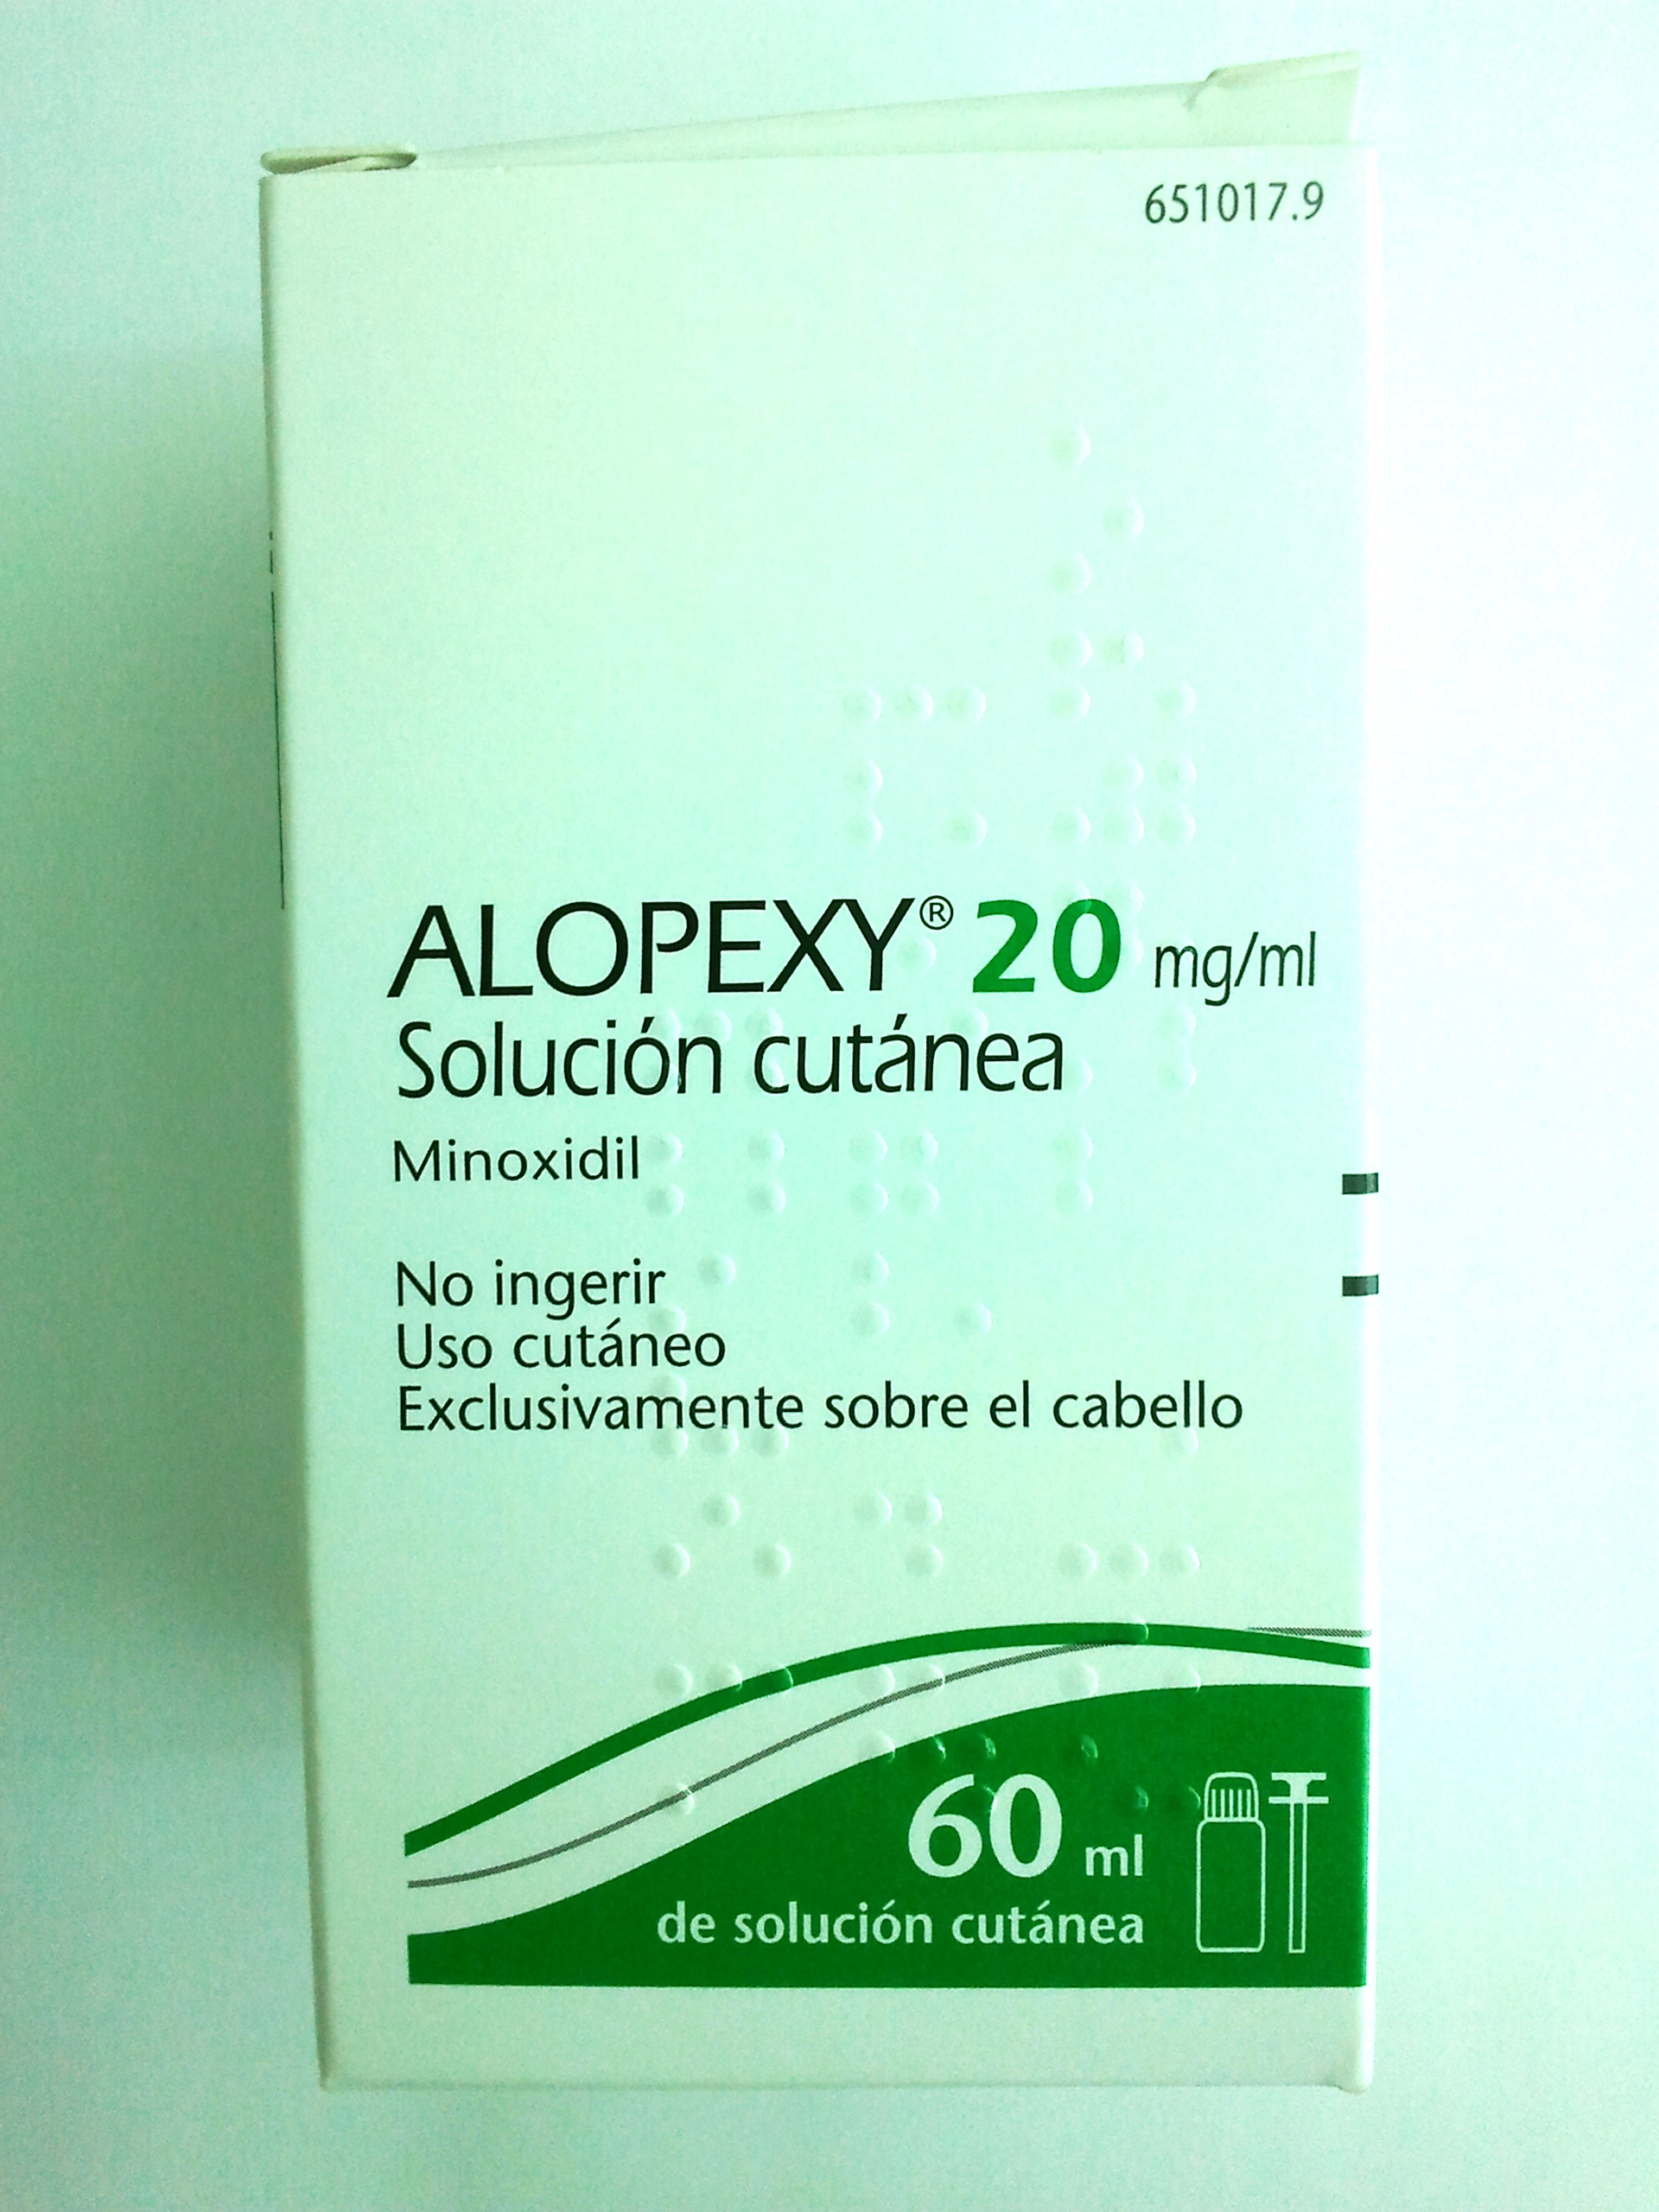 651017.9
ALOPEXY® 20 mg/ml
Solución cutánea
Minoxidil
No ingerir
Uso cutáneo
Exclusivamente sobre el cabello
60 ml
de solución cutánea